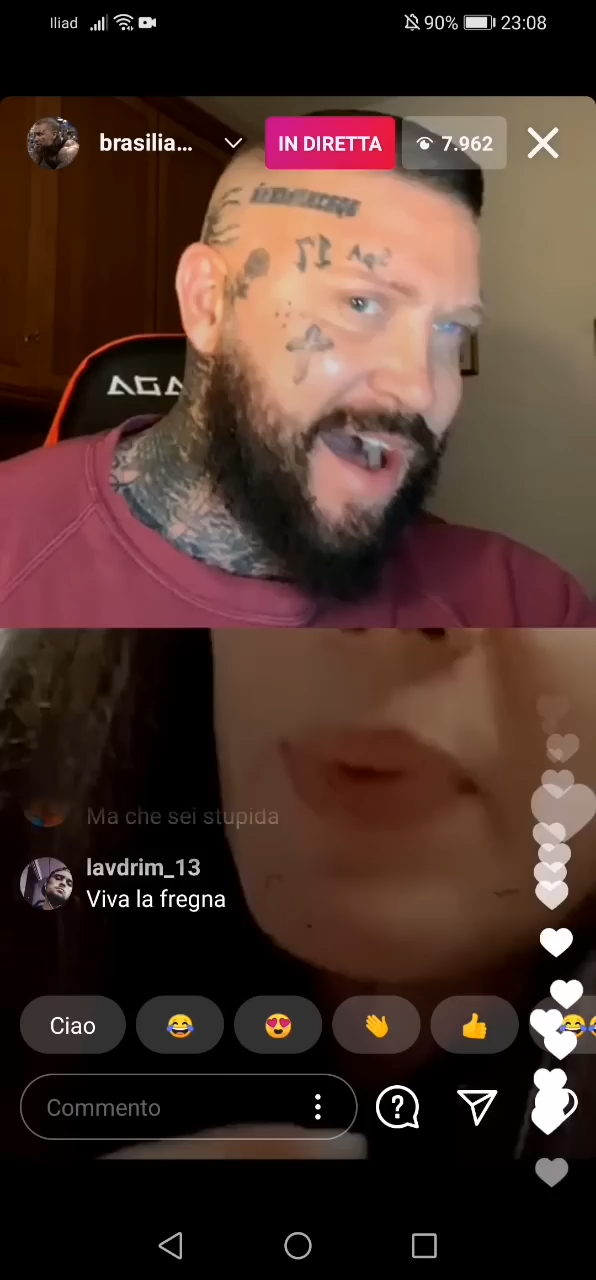 Iliad 90% 23:08
brasilia... IN DIRETTA 7.962
Ma che sei stupida
lavdrim_13
Viva la fregna
Ciao
Commento